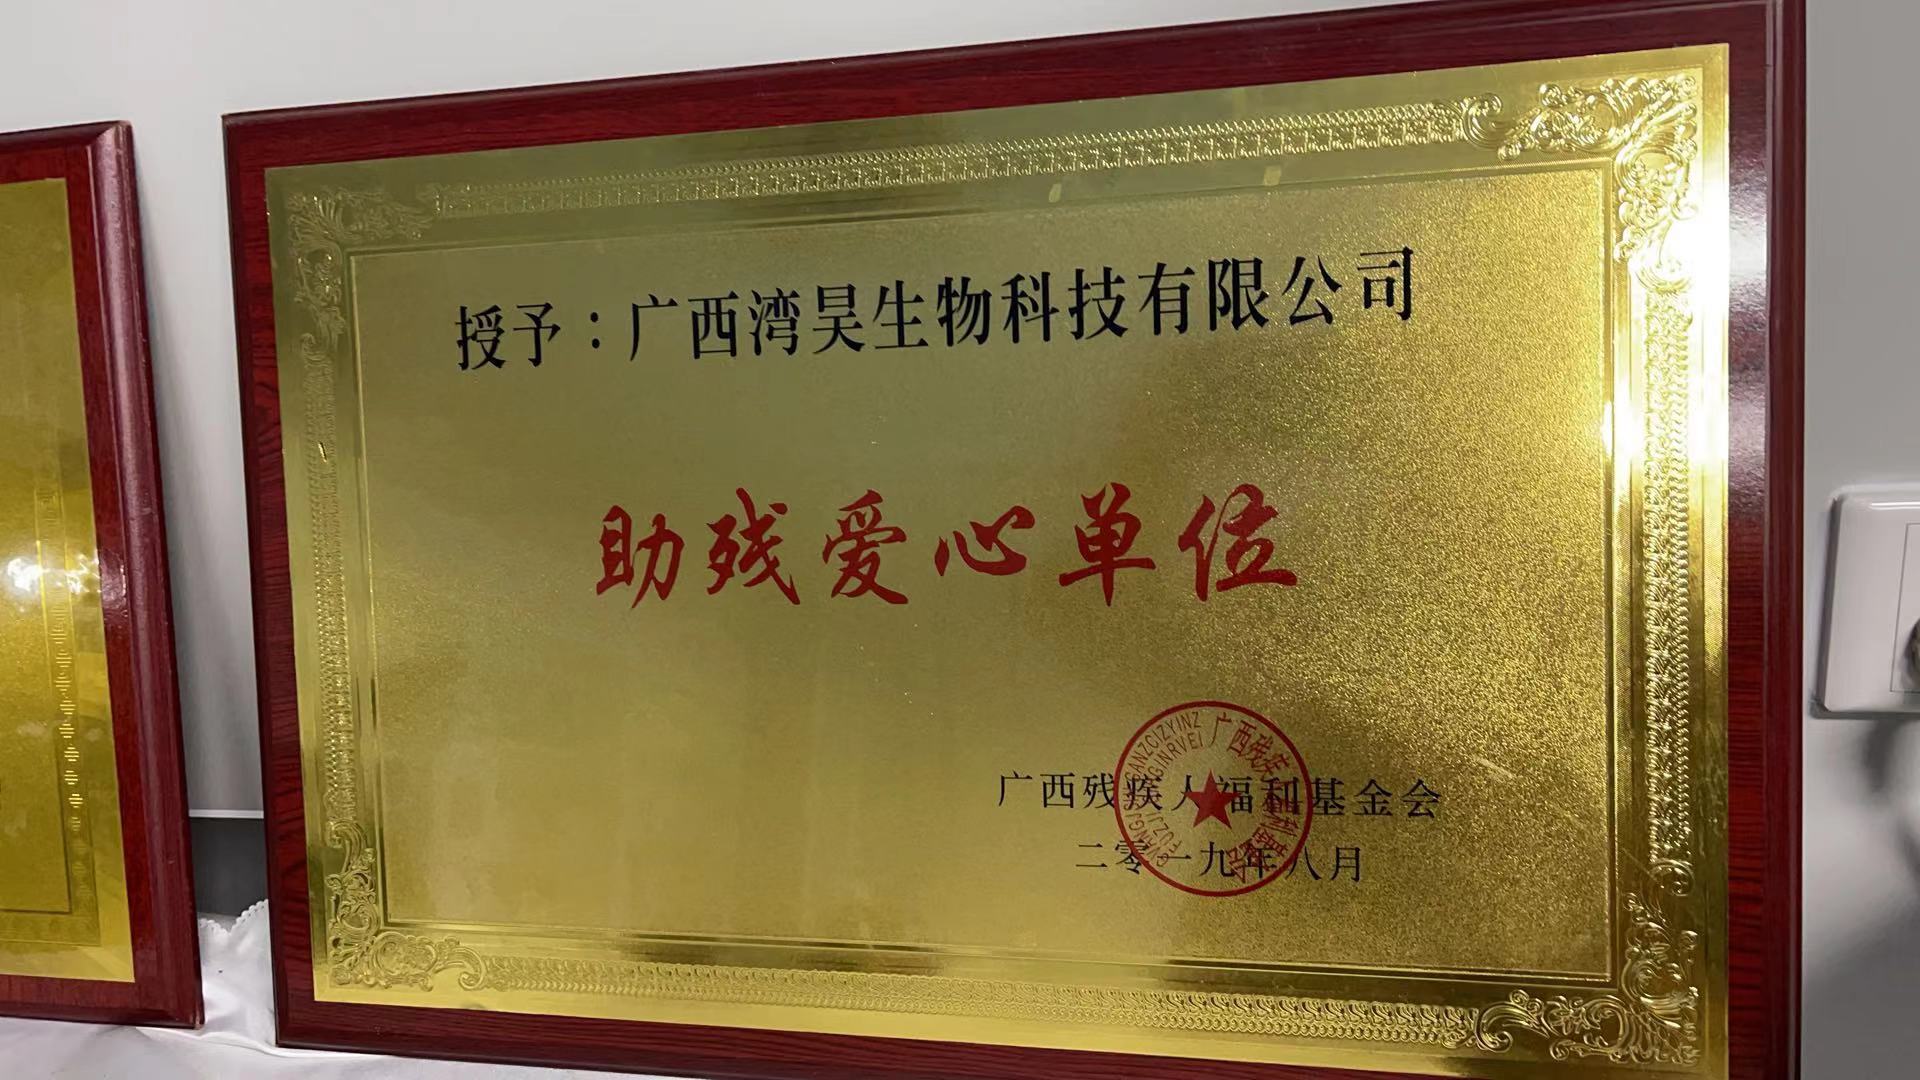 授予：广西湾昊生物科技有限公司
助残爱心单位
广西残疾人福利基金会
二零一九年八月